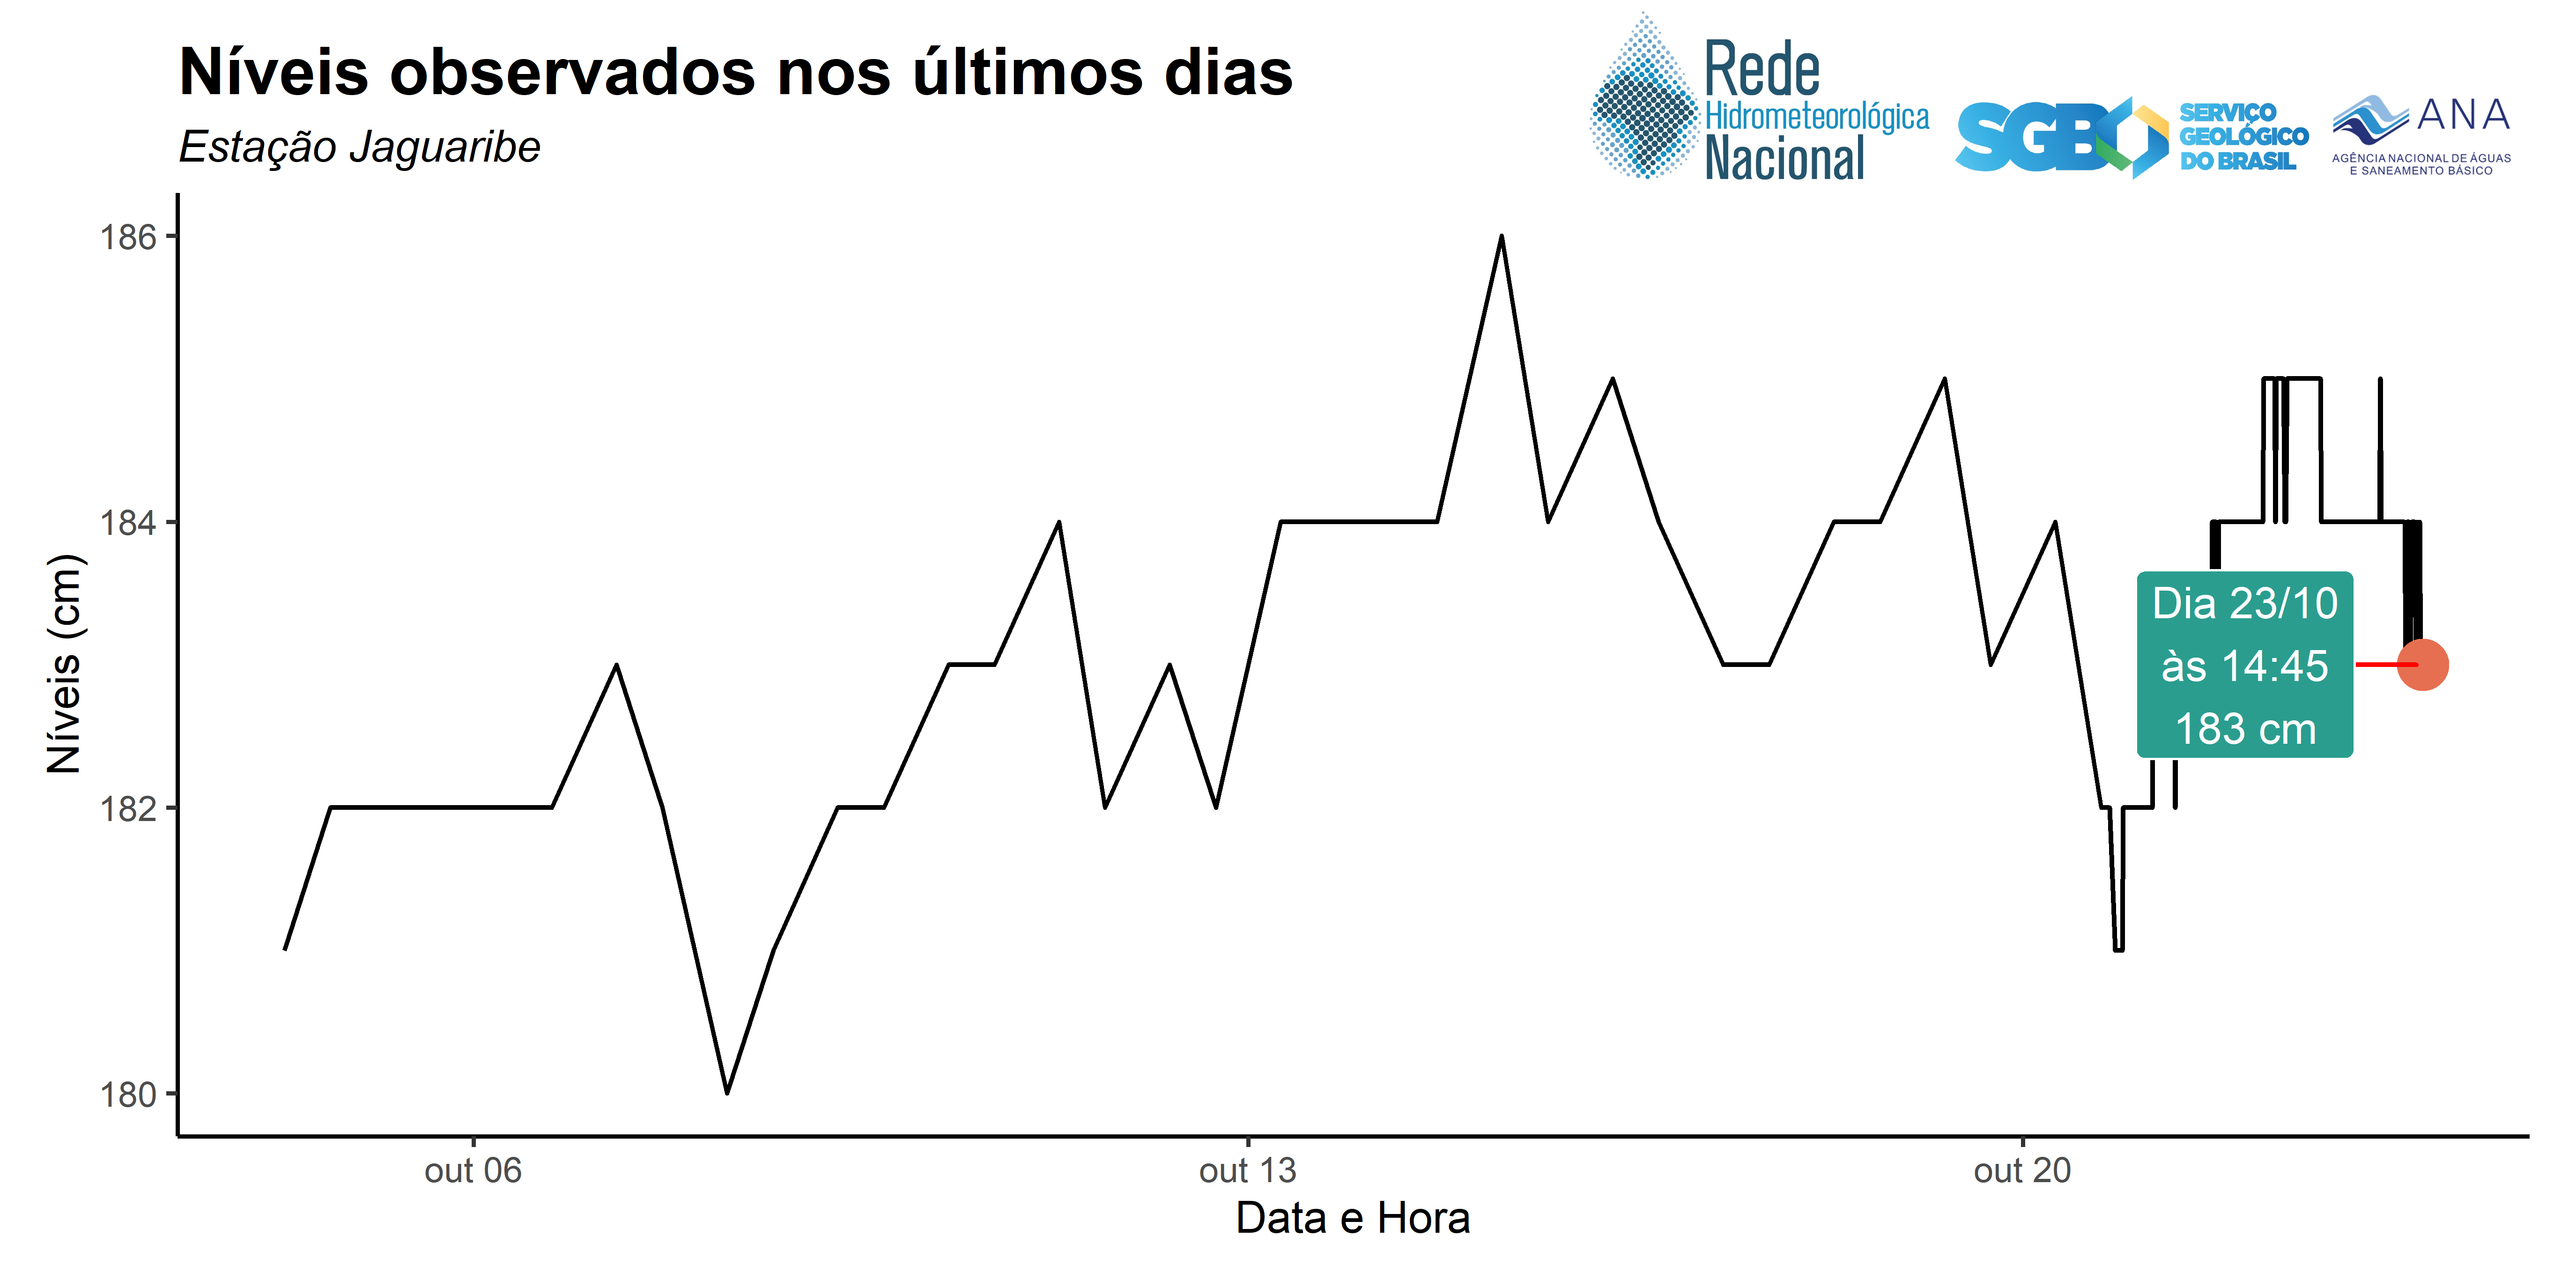 Níveis observados nos últimos dias
Estação Jaguaribe
Rede
Hidrometeorológica
Nacional
SGB
SERVIÇO
GEOLÓGICO
DO BRASIL
ANA
AGÊNCIA NACIONAL DE ÁGUAS
E SANEAMENTO BÁSICO
Níveis (cm)
186
184
182
180
Dia 23/10
às 14:45
183 cm
out 06
out 13
out 20
Data e Hora